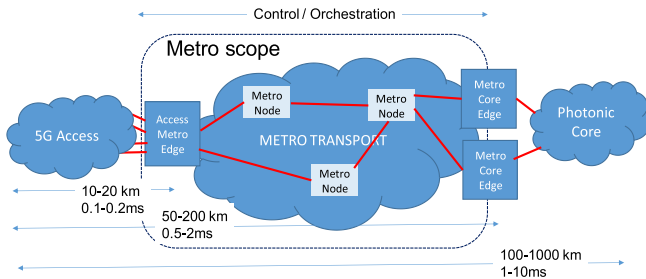 Control / Orchestration
Metro scope
Metro
Core
Edge
Access
Metro
Edge
Metro
Node
Metro
Node
5G Access
METRO TRANSPORT
Photonic
Core
Metro
Node
Metro
Core
Edge
10-20 km
0.1-0.2ms
50-200 km
0.5-2ms
100-1000 km
1-10ms